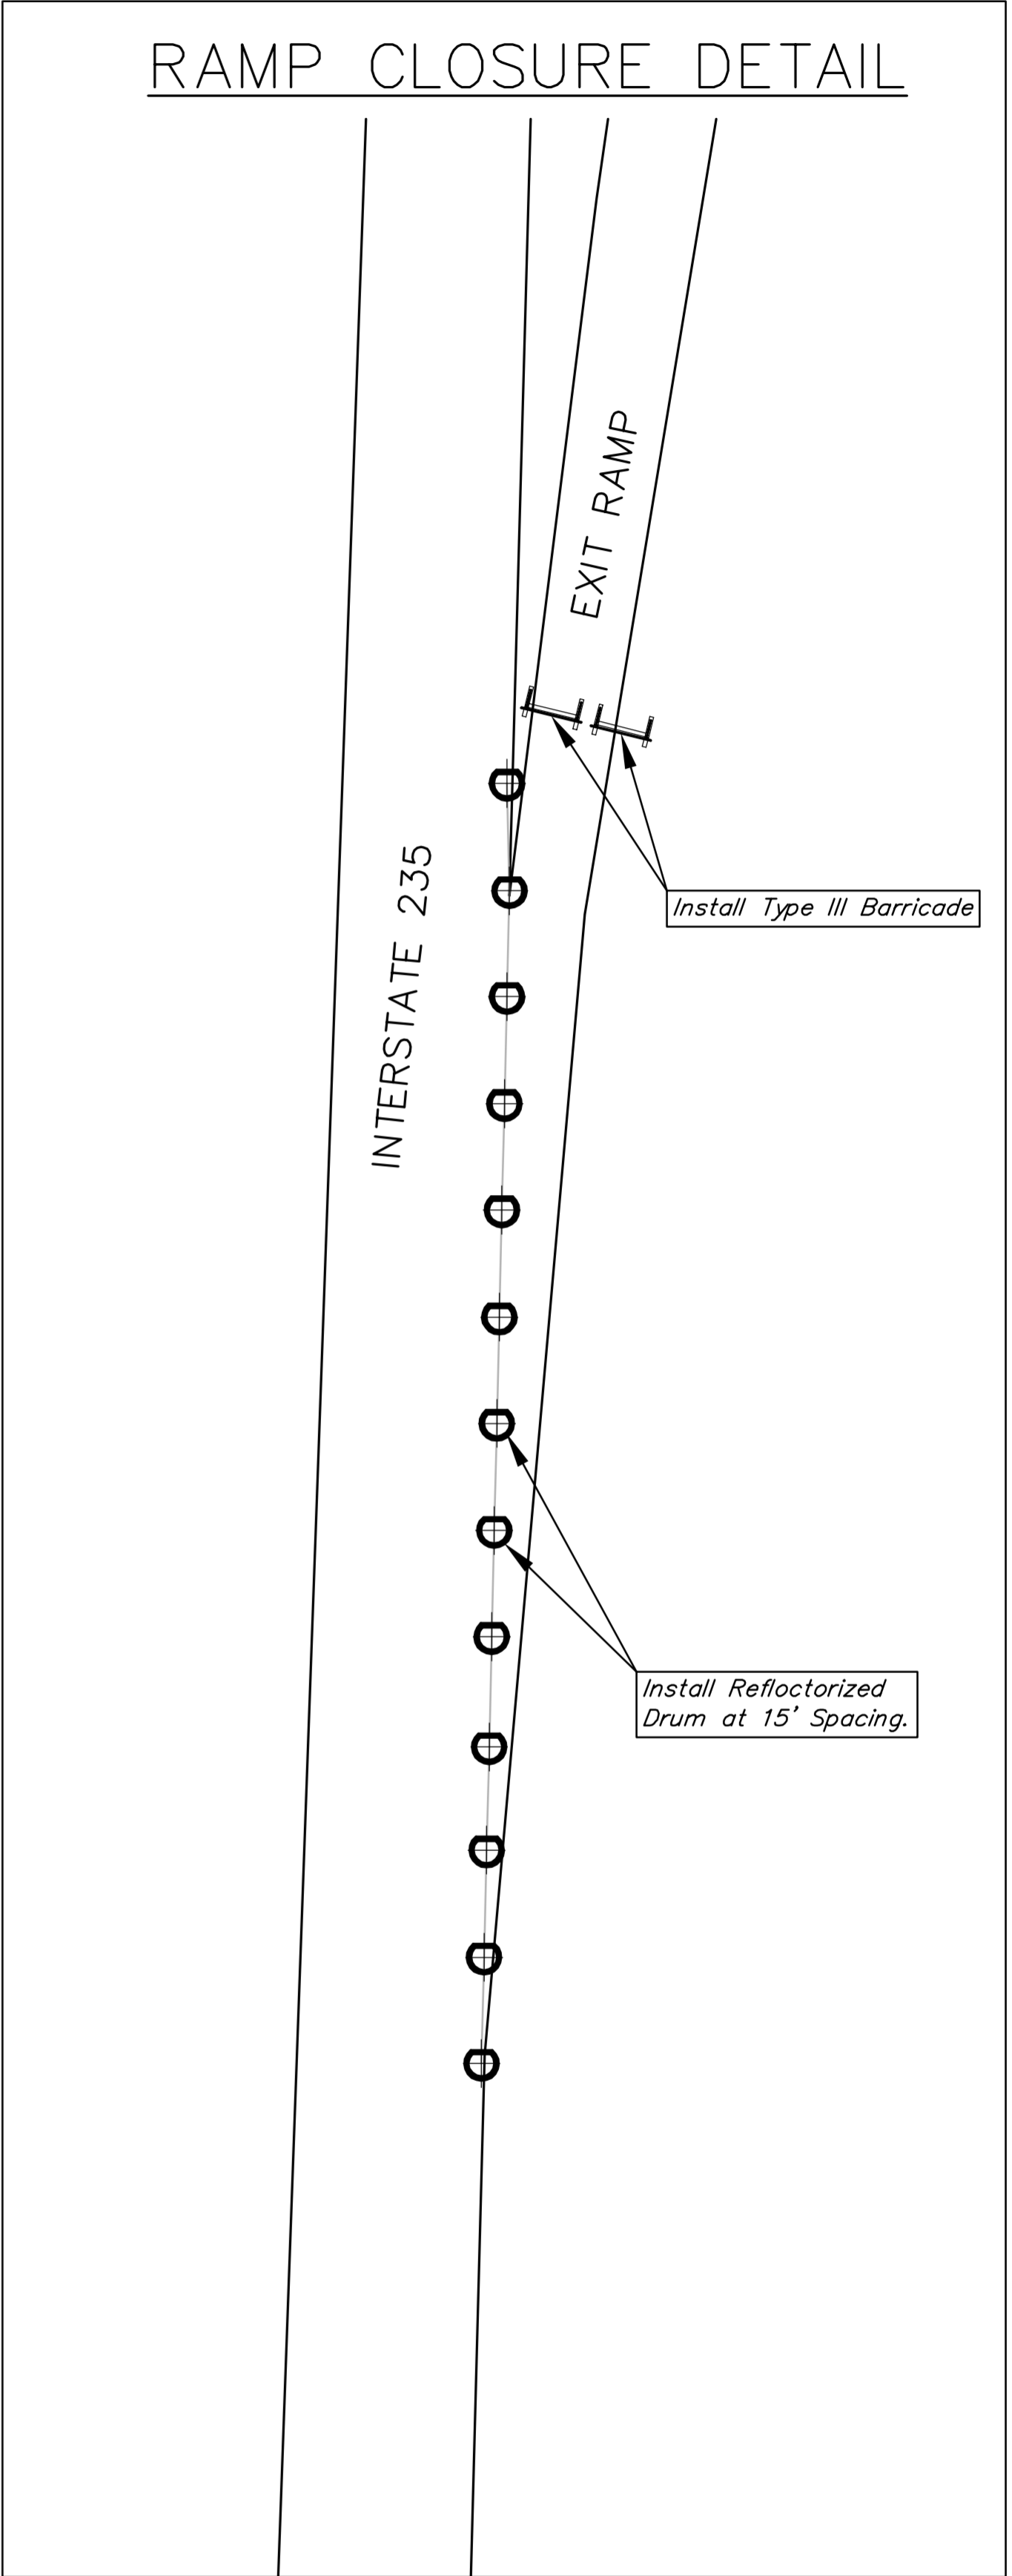 RAMP CLOSURE DETAIL
EXIT RAMP
INTERSTATE 235
Install Type III Barricade
Install Refloctorized
Drum at 15' Spacing.